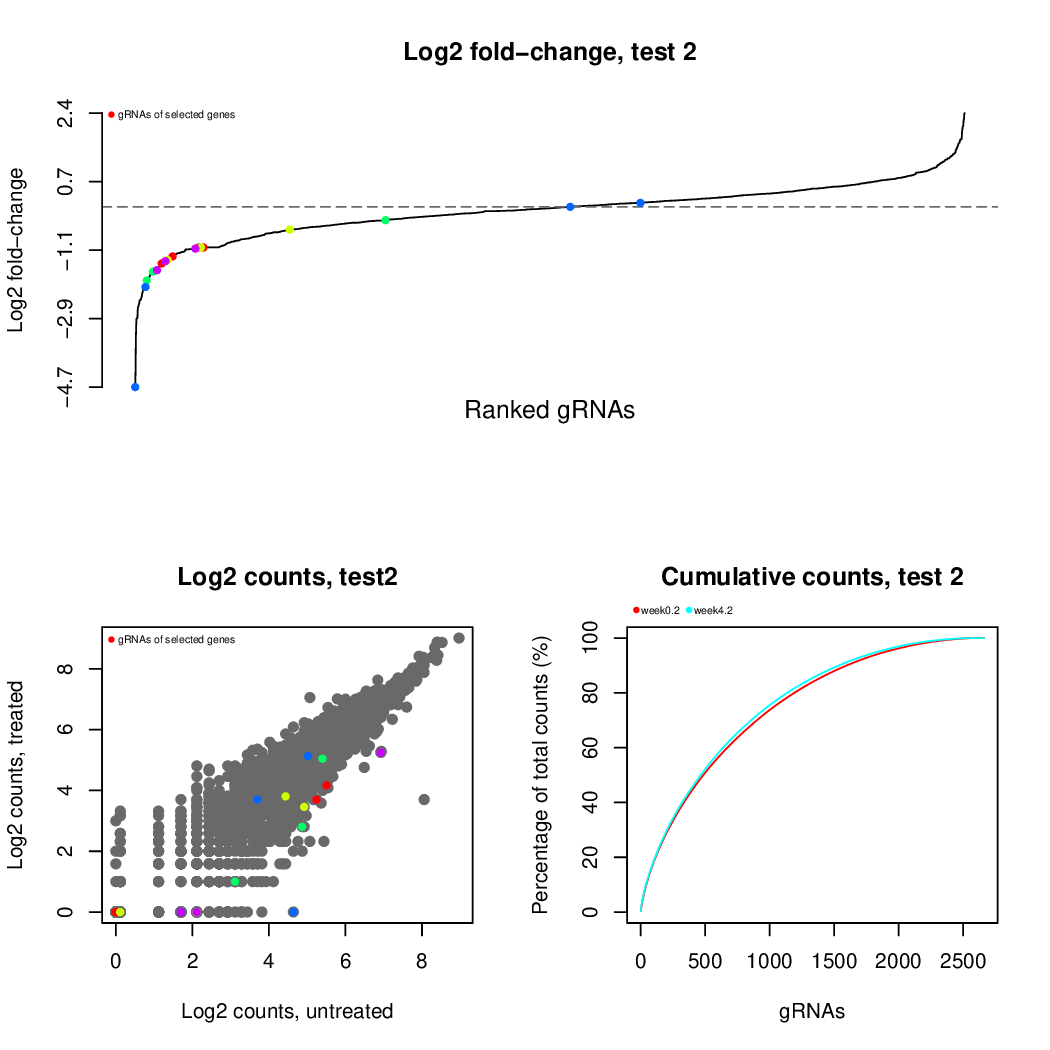 Log2 fold−change, test 2
gRNAs of selected genes
Log2 fold−change
2.4
0.7
−1.1
−2.9
−4.7
Ranked gRNAs
Log2 counts, test2
gRNAs of selected genes
Log2 counts, treated
8
6
4
2
0
0 2 4 6 8
Log2 counts, untreated
Cumulative counts, test 2
week0.2 week4.2
Percentage of total counts (%)
100
80
60
40
20
0
0 500 1000 1500 2000 2500
gRNAs